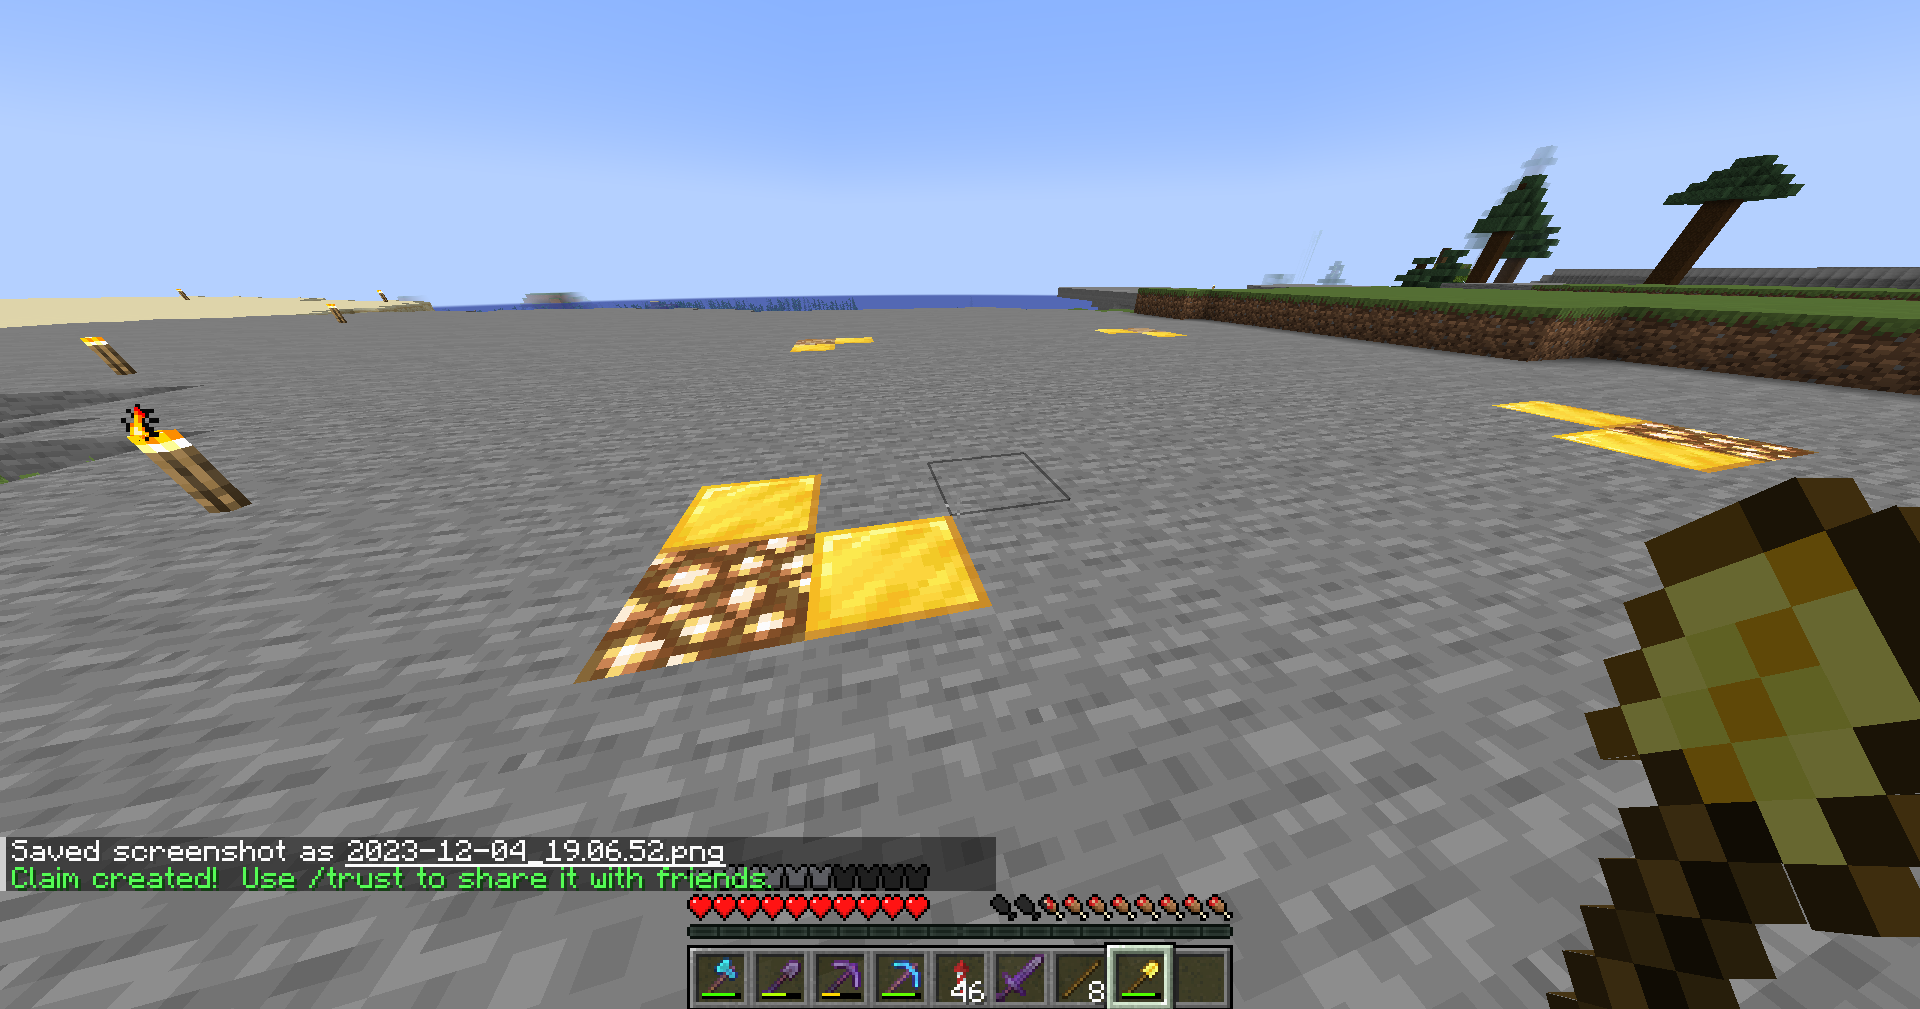 Saved screenshot as 2023-12-04_19.06.52.png
Claim created!  Use /trust to share it with friends.
46
8